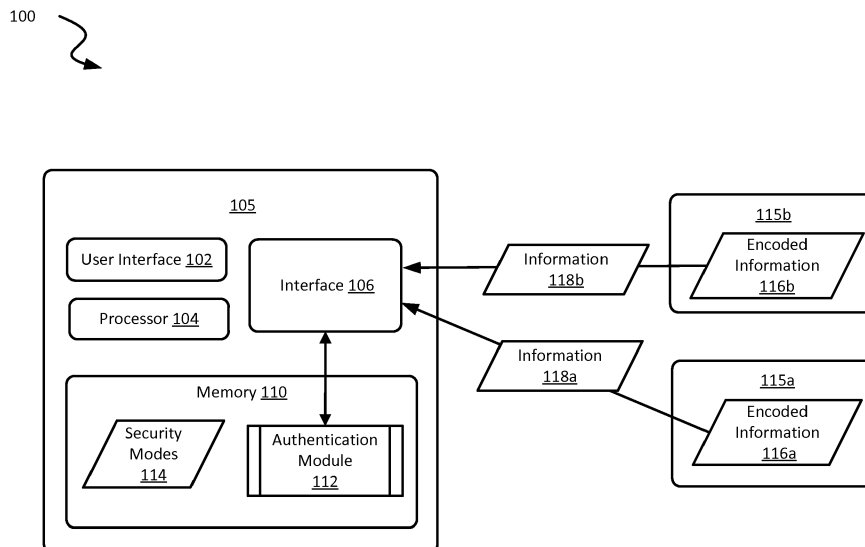 100
105
User Interface 102
Processor 104
Interface 106
Memory 110
Security
Modes
114
Authentication
Module
112
Information
118b
Information
118a
115b
Encoded
Information
116b
115a
Encoded
Information
116a